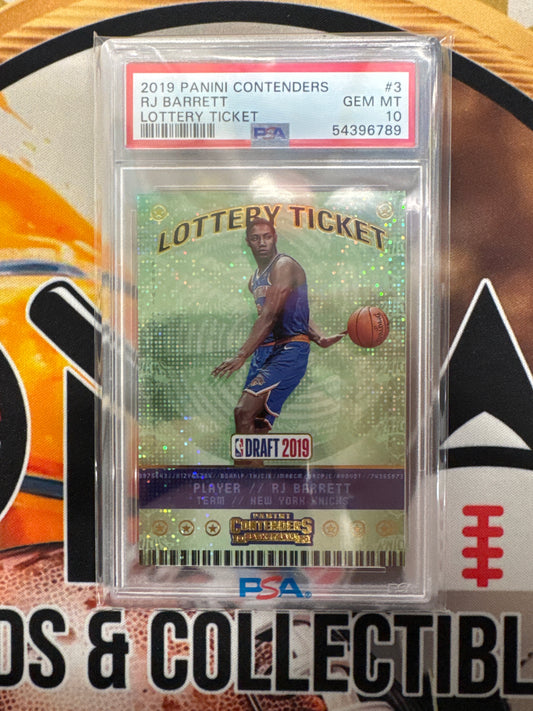 2019 PANINI CONTENDERS #3
RJ BARRETT GEM MT
LOTTERY TICKET 10
PSA 54396789
LOTTERY TICKET
DRAFT 2019
PLAYER // RJ BARRETT
TEAM // NEW YORK KNICKS
PANINI
CONTENDERS
BASKETBALL
PSA
DS & COLLECTIBL